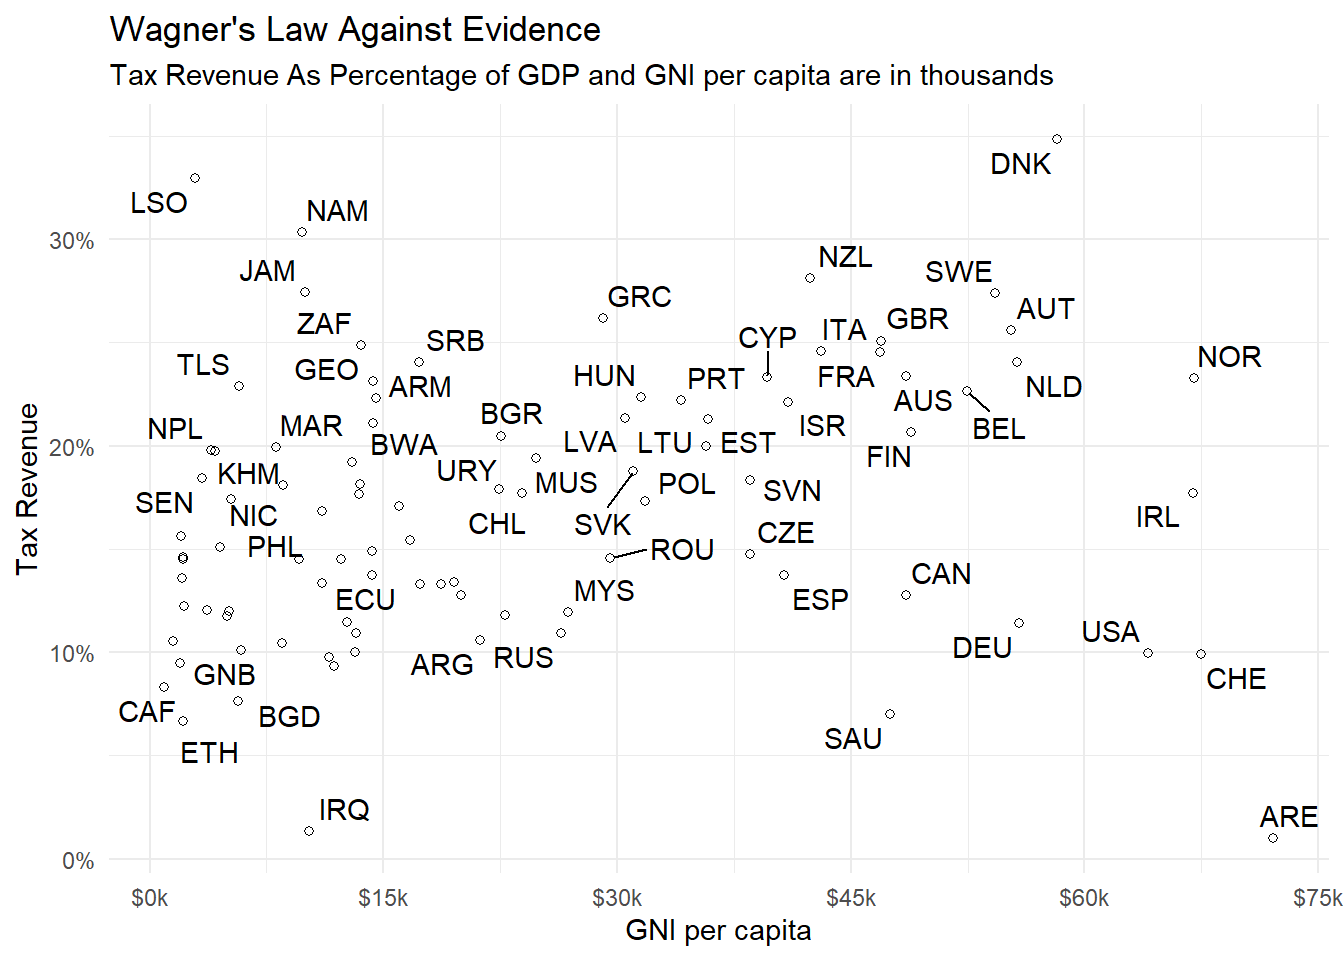 Wagner's Law Against Evidence
Tax Revenue As Percentage of GDP and GNI per capita are in thousands
DNK
LSO
NAM
NZL
JAM
SWE
GRC
AUT
ZAF
SRB
CYP
ITA
GBR
NOR
TLS
GEO
ARM
HUN
PRT
FRA
NLD
AUS
BGR
NPL
MAR
BWA
LVA
LTU
EST
ISR
BEL
FIN
KHM
URY
MUS
POL
SVN
SEN
NIC
CHL
SVK
IRL
PHL
ROU
CZE
MYS
CAN
ECU
ESP
USA
DEU
GNB
ARG
RUS
CHE
CAF
BGD
ETH
SAU
IRQ
ARE
30%
20%
10%
0%
Tax Revenue
$0k
$15k
$30k
$45k
$60k
$75k
GNI per capita